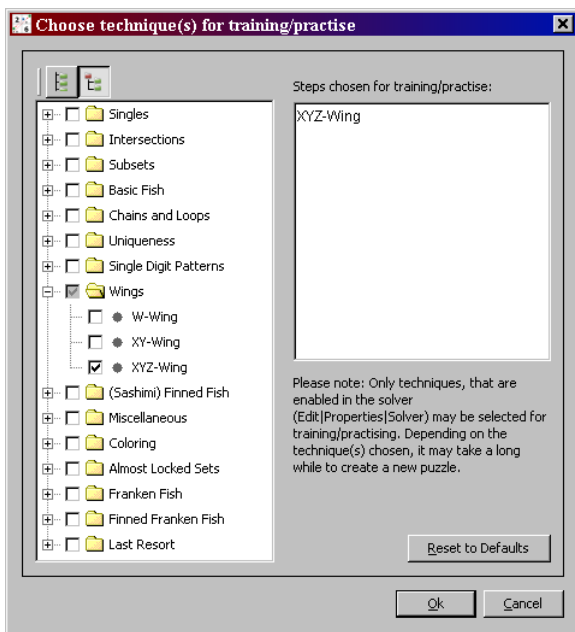 Choose technique(s) for training/practise
Steps chosen for training/practise:
Singles
Intersections
Subsets
Basic Fish
Chains and Loops
Uniqueness
Single Digit Patterns
Wings
W-Wing
XY-Wing
XYZ-Wing
(Sashimi) Finned Fish
Miscellaneous
Coloring
Almost Locked Sets
Franken Fish
Finned Franken Fish
Last Resort
XYZ-Wing
Please note: Only techniques, that are
enabled in the solver
(Edit|Properties|Solver) may be selected for
training/practising. Depending on the
technique(s) chosen, it may take a long
while to create a new puzzle.
Reset to Defaults
Ok
Cancel